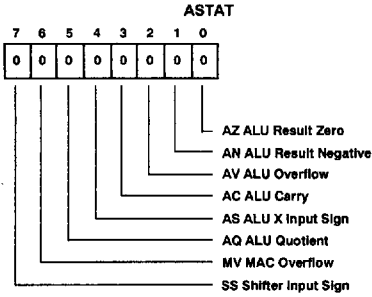 ASTAT
7 6 5 4 3 2 1 0
0 0 0 0 0 0 0 0
AZ ALU Result Zero
AN ALU Result Negative
AV ALU Overflow
AC ALU Carry
AS ALU X Input Sign
AQ ALU Quotient
MV MAC Overflow
SS Shifter Input Sign